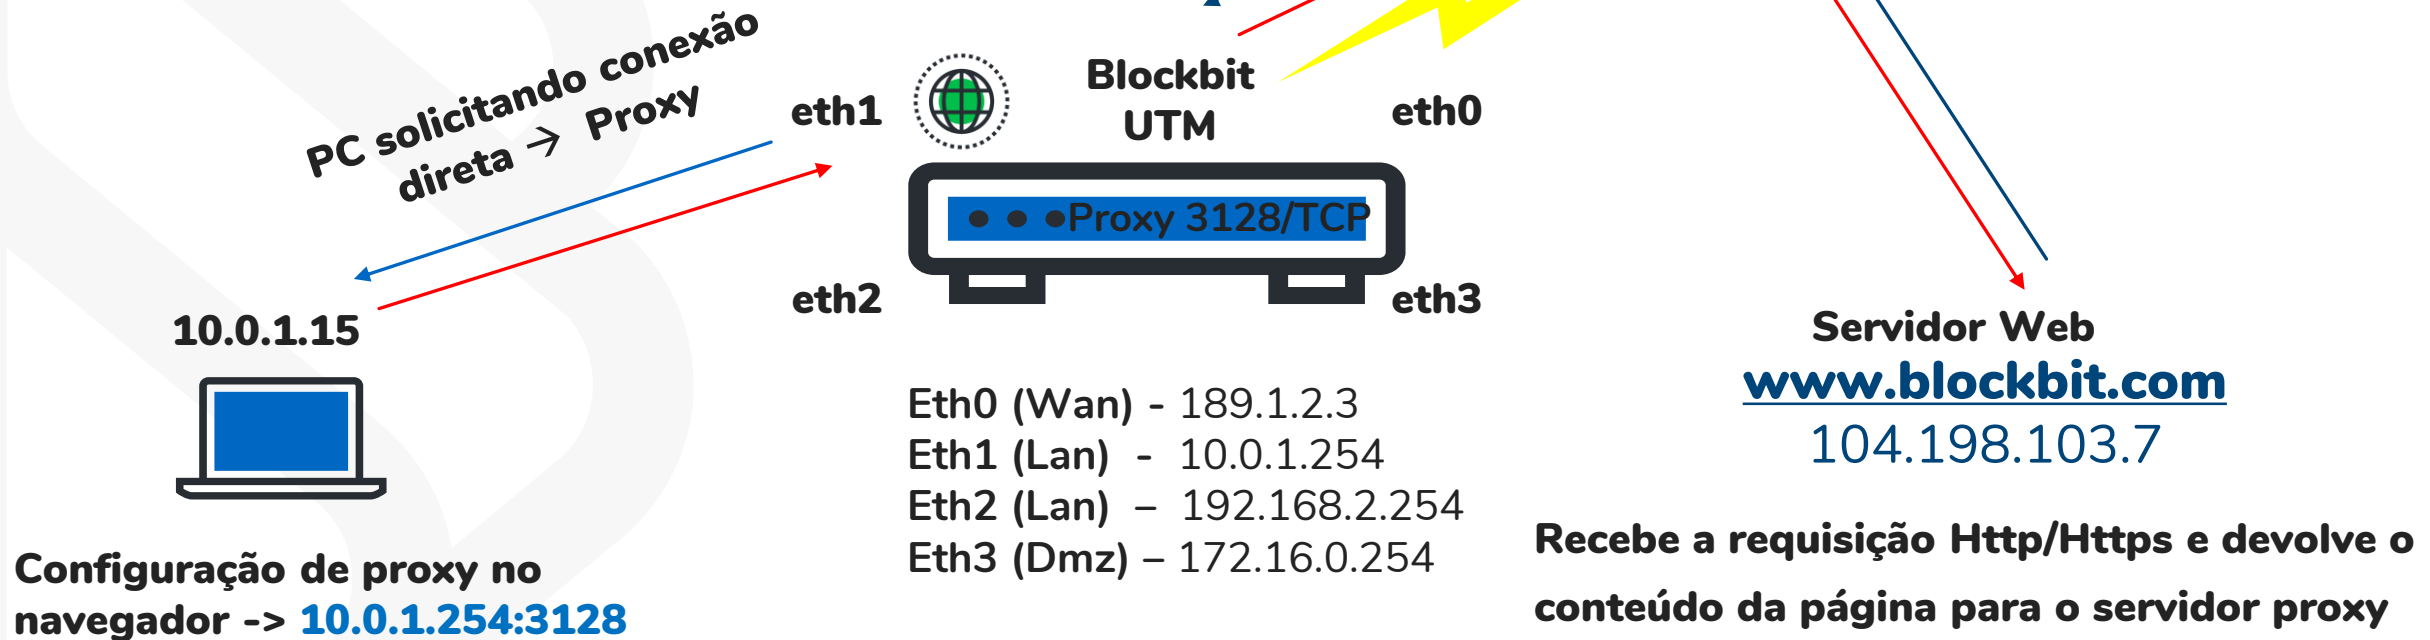 PC solicitando conexão
direta → Proxy
eth1
Blockbit
UTM
eth0
Proxy 3128/TCP
eth2
eth3
10.0.1.15
Configuração de proxy no
navegador -> 10.0.1.254:3128
Eth0 (Wan) - 189.1.2.3
Eth1 (Lan) - 10.0.1.254
Eth2 (Lan) – 192.168.2.254
Eth3 (Dmz) – 172.16.0.254
Servidor Web
www.blockbit.com
104.198.103.7
Recebe a requisição Http/Https e devolve o
conteúdo da página para o servidor proxy